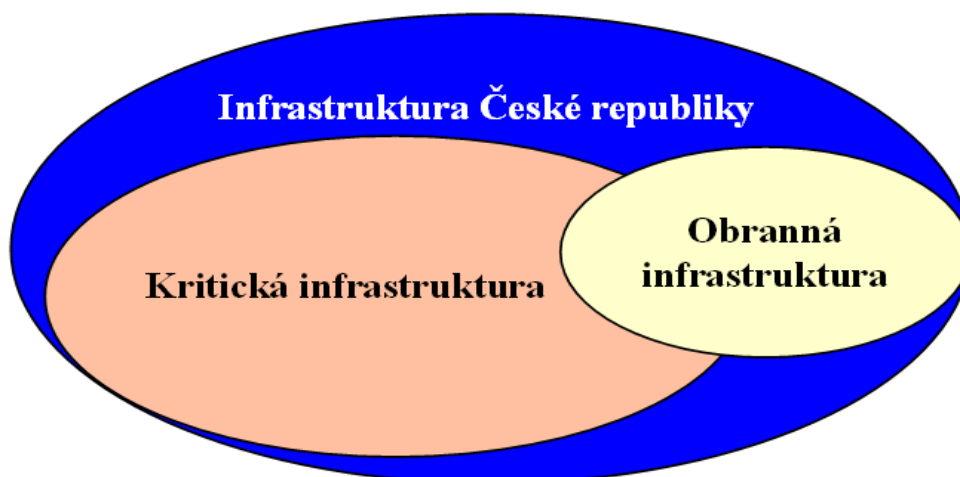 Infrastruktura České republiky
Obranná
infrastruktura
Kritická infrastruktura